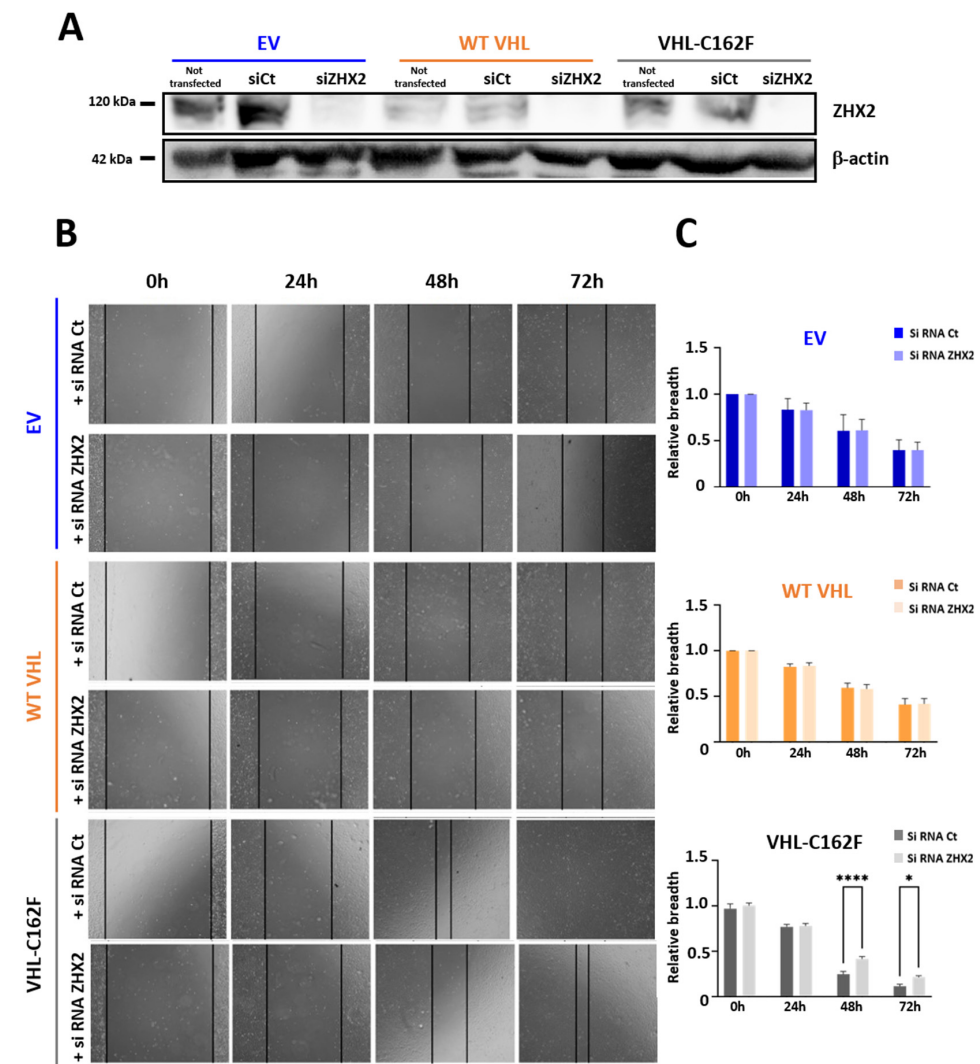 A
EV
WT VHL
VHL-C162F
Not transfected
siCt
siZHX2
Not transfected
siCt
siZHX2
Not transfected
siCt
siZHX2
120 kDa
ZHX2
42 kDa
β-actin
B
C
0h
24h
48h
72h
EV
+ si RNA Ct
+ si RNA ZHX2
WT VHL
+ si RNA Ct
+ si RNA ZHX2
VHL-C162F
+ si RNA Ct
+ si RNA ZHX2
EV
Si RNA Ct
Si RNA ZHX2
Relative breadth
1.5
1.0
0.5
0
0h
24h
48h
72h
WT VHL
Si RNA Ct
Si RNA ZHX2
Relative breadth
1.5
1.0
0.5
0
0h
24h
48h
72h
VHL-C162F
Si RNA Ct
Si RNA ZHX2
Relative breadth
1.5
1.0
0.5
0
****
*
0h
24h
48h
72h